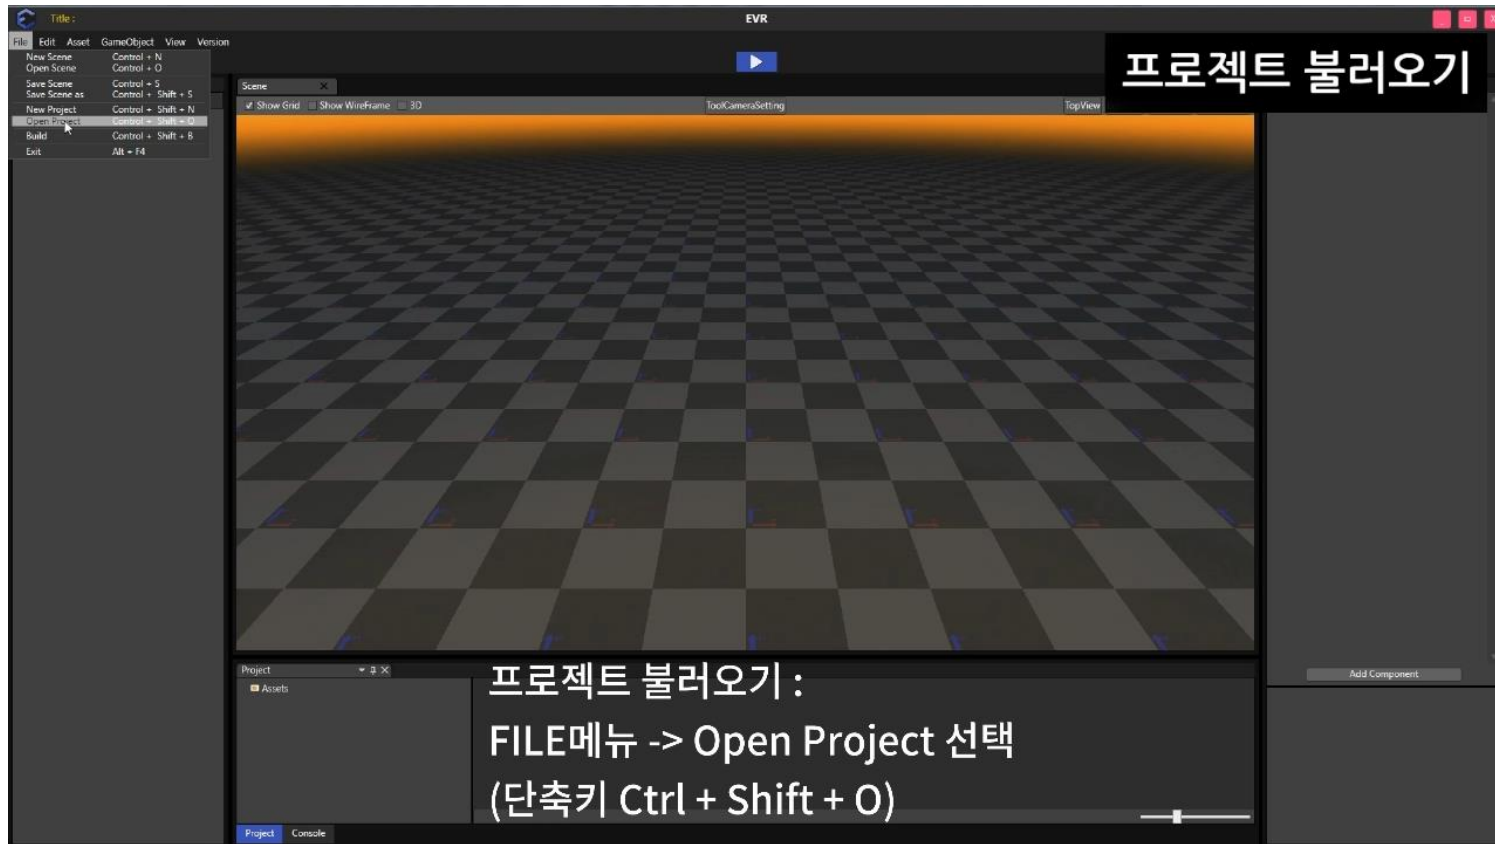 Title :
EVR
File Edit Asset GameObject View Version
프로젝트 불러오기
New Scene Control + N
Open Scene Control + O
Save Scene Control + S
Save Scene as Control + Shift + S
New Project Control + Shift + N
Open Project Control + Shift + O
Build Control + Shift + B
Exit Alt + F4
Scene
Show Grid Show WireFrame 3D ToolCameraSetting TopView
Project
Assets
Add Component
프로젝트 불러오기 :
FILE메뉴 -> Open Project 선택
(단축키 Ctrl + Shift + O)
Project Console